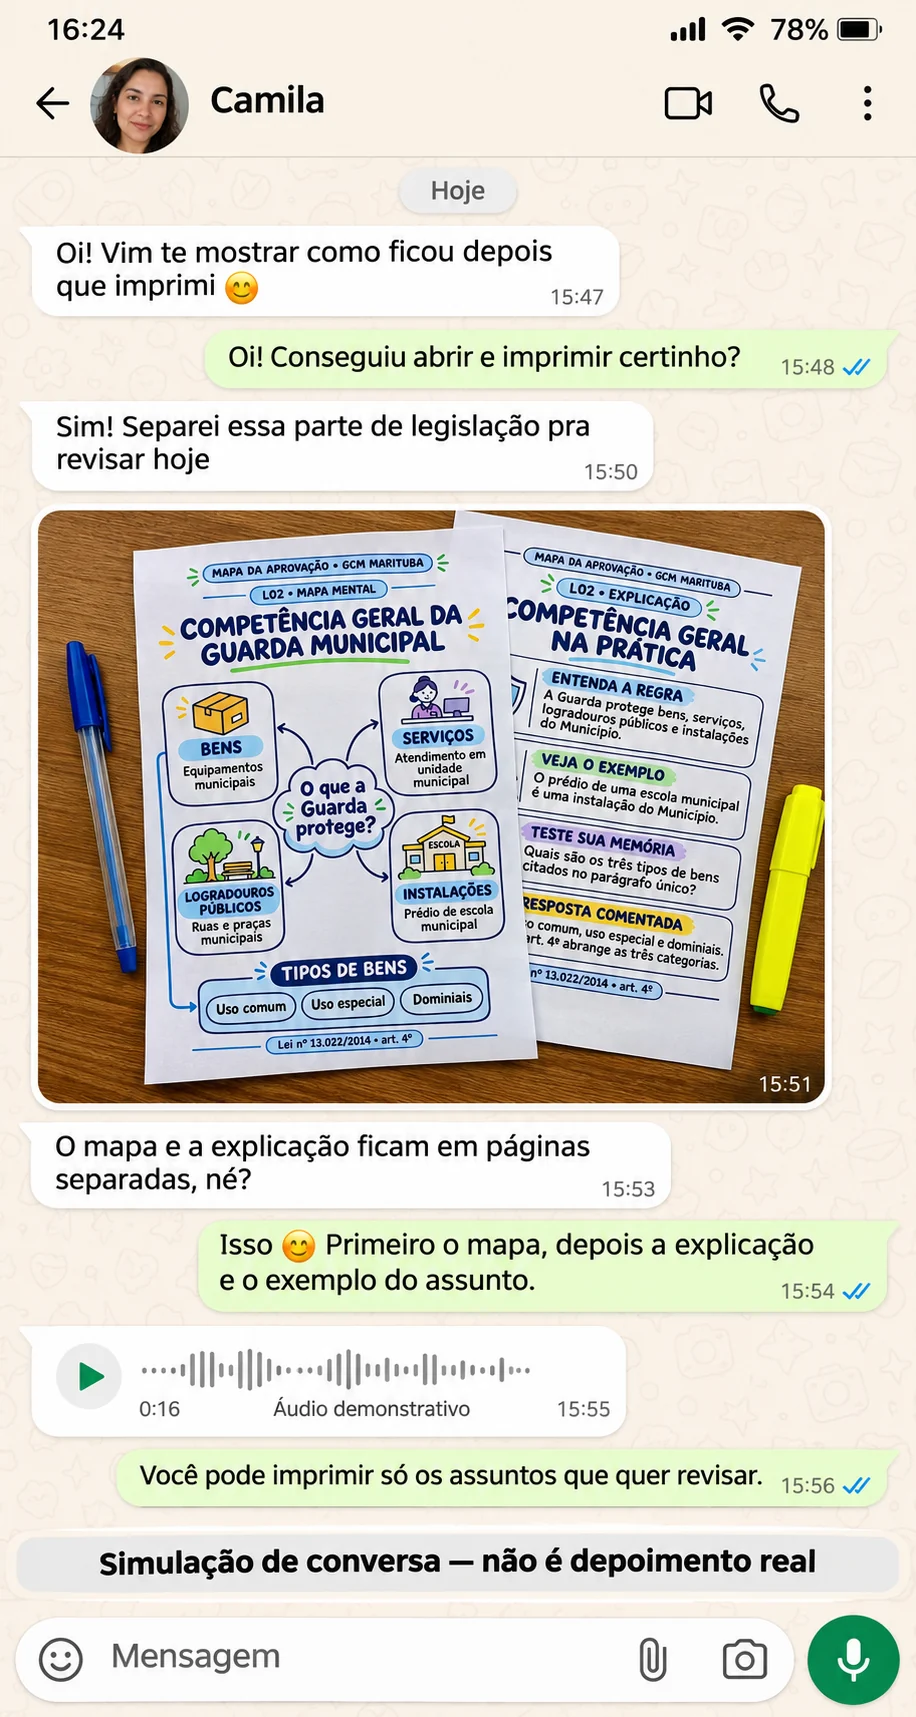 16:24
78%
Camila
Hoje
Oi! Vim te mostrar como ficou depois
que imprimi 😊
15:47
Oi! Conseguiu abrir e imprimir certinho?
15:48
Sim! Separei essa parte de legislação pra
revisar hoje
15:50
MAPA DA APROVAÇÃO • GCM MARITUBA
L02 • MAPA MENTAL
COMPETÊNCIA GERAL DA
GUARDA MUNICIPAL
BENS
Equipamentos
municipais
SERVIÇOS
Atendimento em
unidade
municipal
O que a
Guarda
protege?
LOGRADOUROS
PÚBLICOS
Ruas e praças
municipais
ESCOLA
INSTALAÇÕES
Prédio de escola
municipal
TIPOS DE BENS
Uso comum
Uso especial
Dominiais
Lei nº 13.022/2014 • art. 4º
MAPA DA APROVAÇÃO • GCM MARITUBA
L02 • EXPLICAÇÃO
COMPETÊNCIA GERAL
NA PRÁTICA
ENTENDA A REGRA
A Guarda protege bens, serviços,
logradouros públicos e instalações
do Município.
VEJA O EXEMPLO
O prédio de uma escola municipal
é uma instalação do Município.
TESTE SUA MEMÓRIA
Quais são os três tipos de bens
citados no parágrafo único?
RESPOSTA COMENTADA
comum, uso especial e dominiais.
art. 4º abrange as três categorias.
nº 13.022/2014 • art. 4º
15:51
O mapa e a explicação ficam em páginas
separadas, né?
15:53
Isso 😊 Primeiro o mapa, depois a explicação
e o exemplo do assunto.
15:54
0:16
Áudio demonstrativo
15:55
Você pode imprimir só os assuntos que quer revisar.
15:56
Simulação de conversa — não é depoimento real
Mensagem